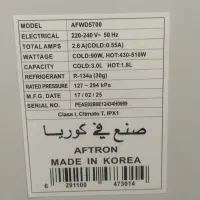 MODEL AFWD5700
ELECTRICAL 220-240 V~ 50 Hz
TOTAL AMPS 2.6 A(COLD:0.55A)
WATTAGE COLD:90W, HOT:430-510W
CAPACITY COLD:3.0L HOT:1.8L
REFRIGERANT R-134a (30g)
RATED PRESSURE 127 ~ 294 kPa
M.F.G. DATE 17 / 02 / 25
SERIAL NO.
Class I, Climate T, IPX1
صنع في كوريا
AFTRON
MADE IN KOREA
6 291100 473014